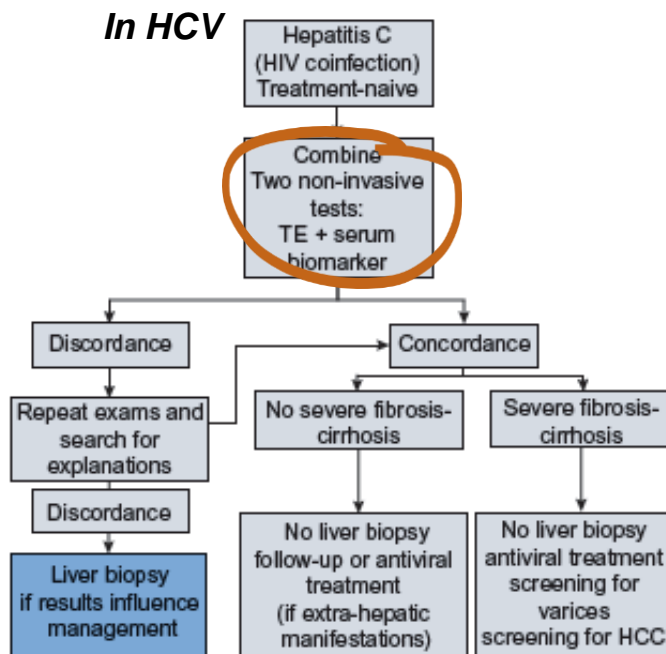 In HCV
Hepatitis C
(HIV coinfection)
Treatment-naive
Combine
Two non-invasive
tests:
TE + serum
biomarker
Discordance
Concordance
Repeat exams and
search for
explanations
No severe fibrosis-
cirrhosis
Severe fibrosis-
cirrhosis
Discordance
Liver biopsy
if results influence
management
No liver biopsy
follow-up or antiviral
treatment
(if extra-hepatic
manifestations)
No liver biopsy
antiviral treatment
screening for
varices
screening for HCC